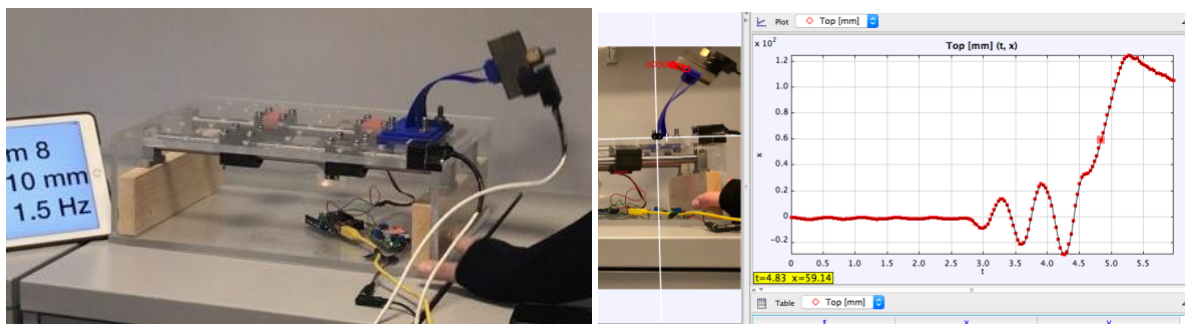 m 8
10 mm
1.5 Hz
Plot Top [mm]
x 10²
Top [mm] (t, x)
1.2
1.0
0.8
0.6
0.4
0.2
0
-0.2
x
0 0.5 1.0 1.5 2.0 2.5 3.0 3.5 4.0 4.5 5.0 5.5
t
t=4.83 x=59.14
Table Top [mm]
t x y